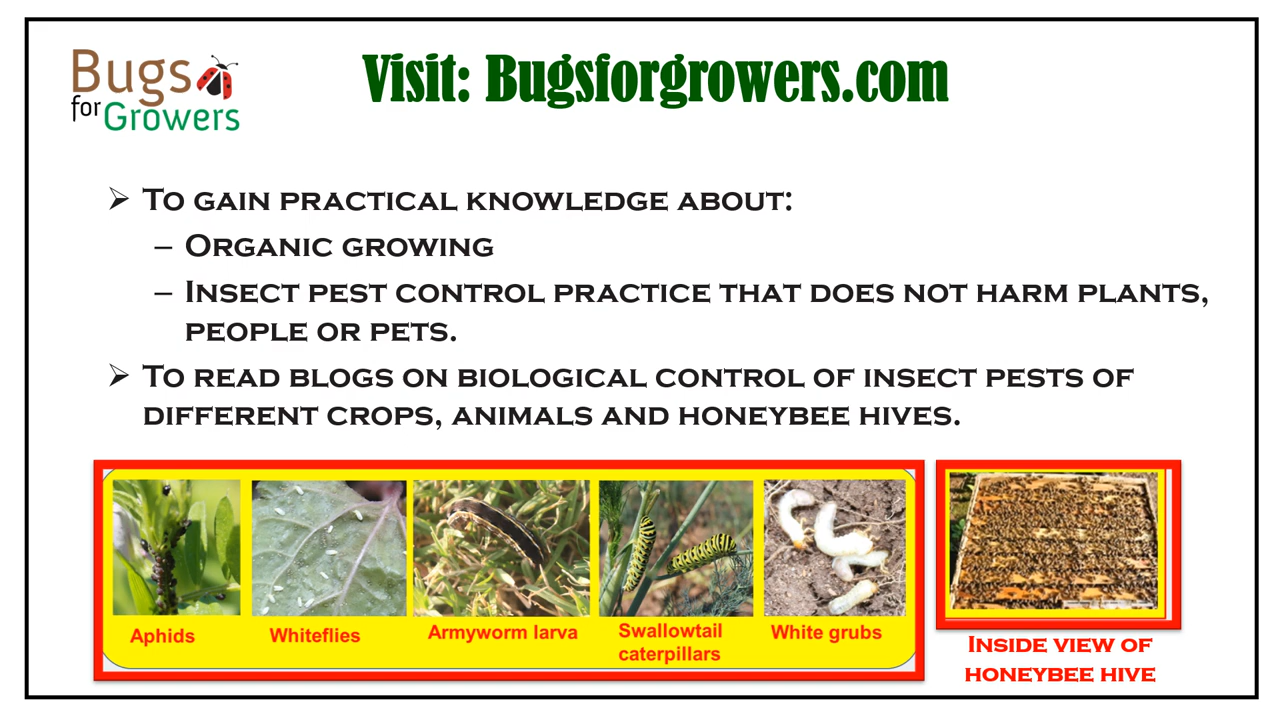 Bugs
for Growers
Visit: Bugsforgrowers.com
➢ To gain practical knowledge about:
– Organic growing
– Insect pest control practice that does not harm plants,
people or pets.
➢ To read blogs on biological control of insect pests of
different crops, animals and honeybee hives.
Aphids
Whiteflies
Armyworm larva
Swallowtail
caterpillars
White grubs
Inside view of
honeybee hive